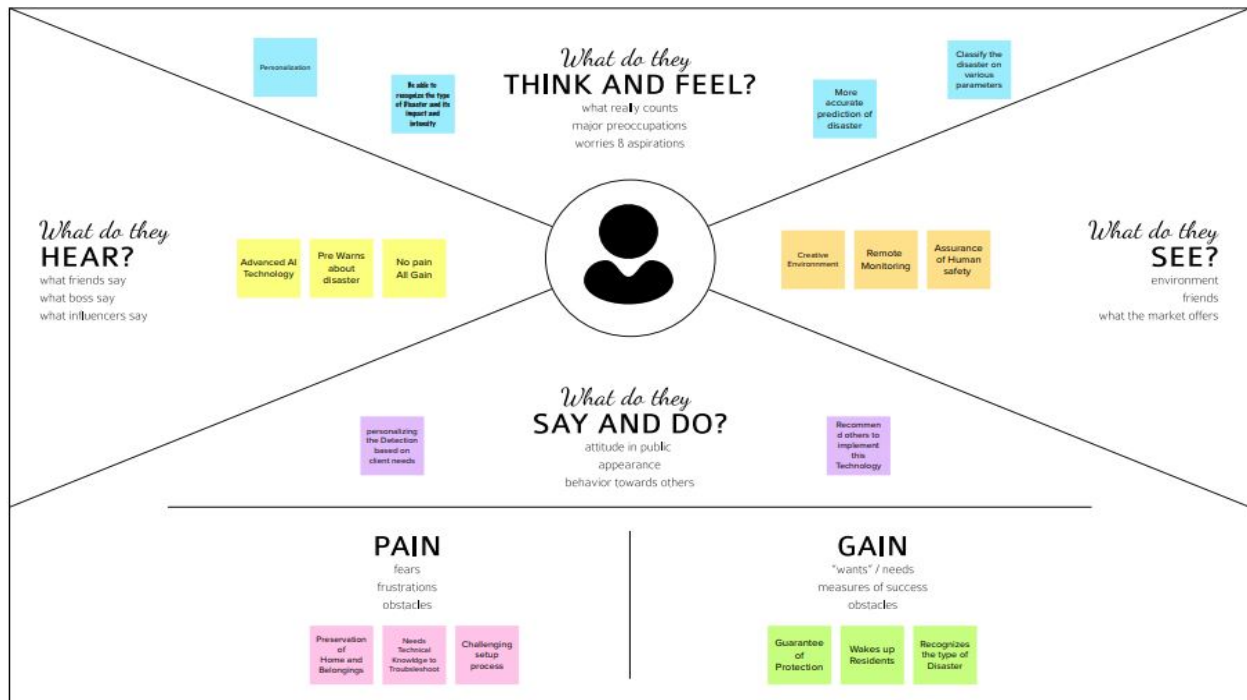 What do they
THINK AND FEEL?
what really counts
major preoccupations
worries & aspirations
Personalization
Be able to
recognize the type
of Disaster and its
impact and
intensity
More
accurate
prediction of
disaster
Classify the
disaster on
various
parameters
What do they
HEAR?
what friends say
what boss say
what influencers say
Advanced AI
Technology
Pre Warns
about
disaster
No pain
All Gain
Creative
Environnment
Remote
Monitoring
Assurance
of Human
safety
What do they
SEE?
environment
friends
what the market offers
What do they
SAY AND DO?
attitude in public
appearance
behavior towards others
personalizing
the Detection
based on
client needs
Recommen
d others to
implement
this
Technology
PAIN
fears
frustrations
obstacles
Preservation
of
Home and
Belongings
Needs
Technical
Knowldge to
Troubsleshoot
Challenging
setup
process
GAIN
"wants" / needs
measures of success
obstacles
Guarantee
of
Protection
Wakes up
Residents
Recognizes
the type of
Disaster